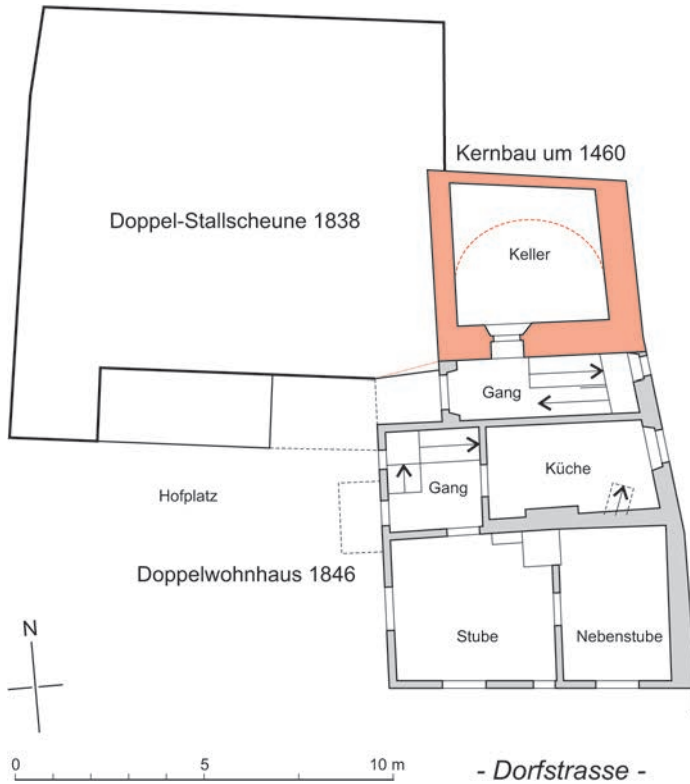 Kernbau um 1460
Doppel-Stallscheune 1838
Keller
Gang
Küche
Hofplatz
Gang
Doppelwohnhaus 1846
N
Stube
Nebenstube
0 5 10 m
- Dorfstrasse -